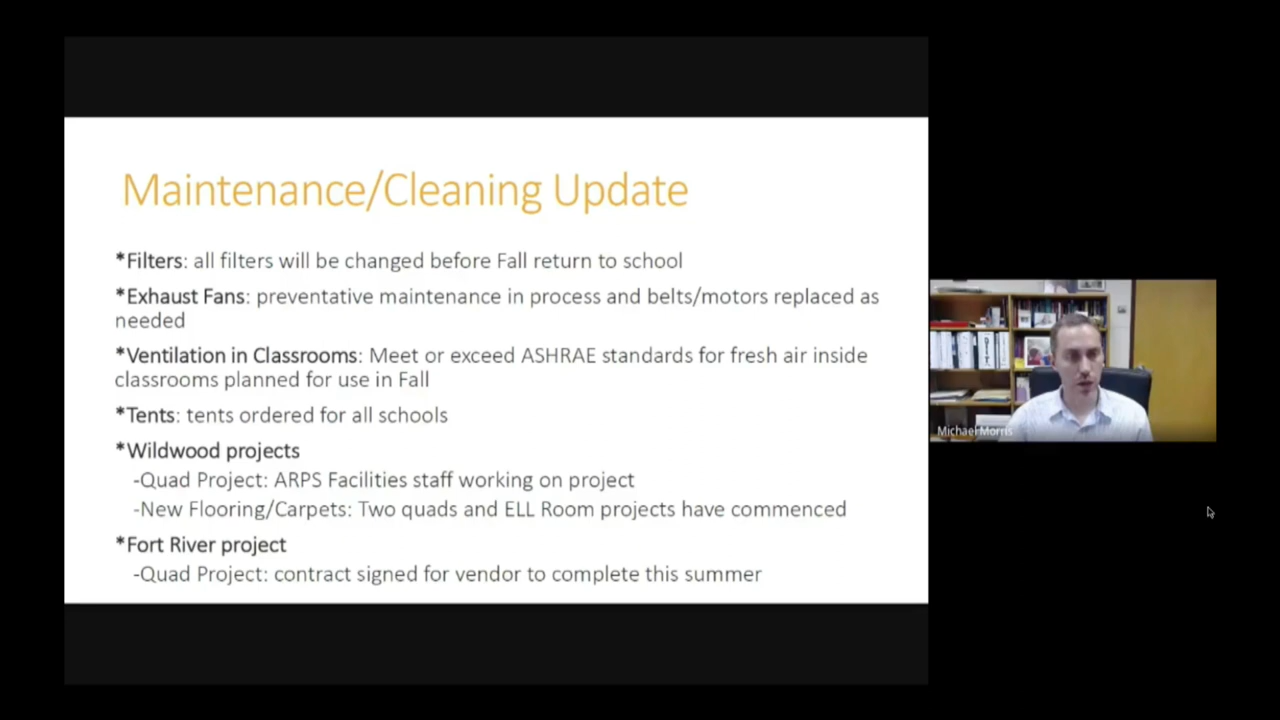 Maintenance/Cleaning Update
*Filters: all filters will be changed before Fall return to school
*Exhaust Fans: preventative maintenance in process and belts/motors replaced as
needed
*Ventilation in Classrooms: Meet or exceed ASHRAE standards for fresh air inside
classrooms planned for use in Fall
*Tents: tents ordered for all schools
*Wildwood projects
-Quad Project: ARPS Facilities staff working on project
-New Flooring/Carpets: Two quads and ELL Room projects have commenced
*Fort River project
-Quad Project: contract signed for vendor to complete this summer
Michael Morris